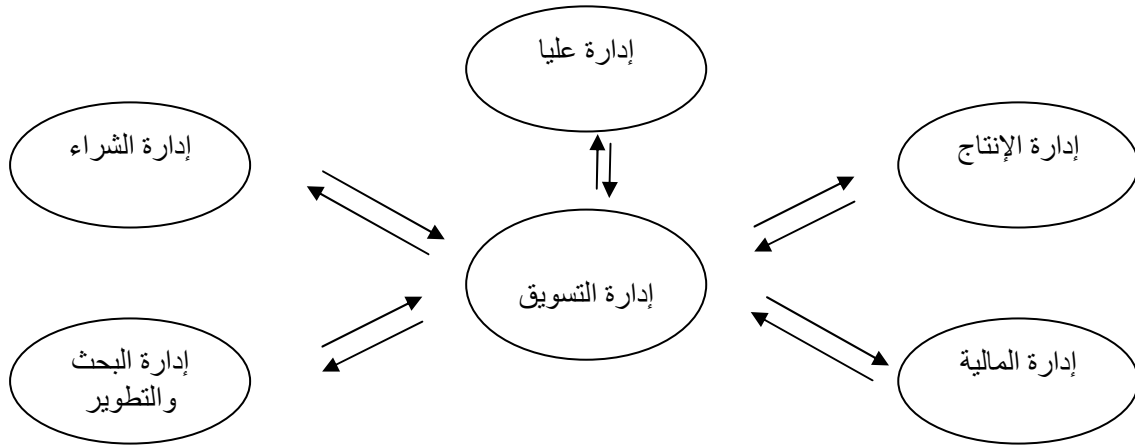 إدارة عليا
إدارة الإنتاج
إدارة الشراء
إدارة التسويق
إدارة المالية
إدارة البحث
والتطوير